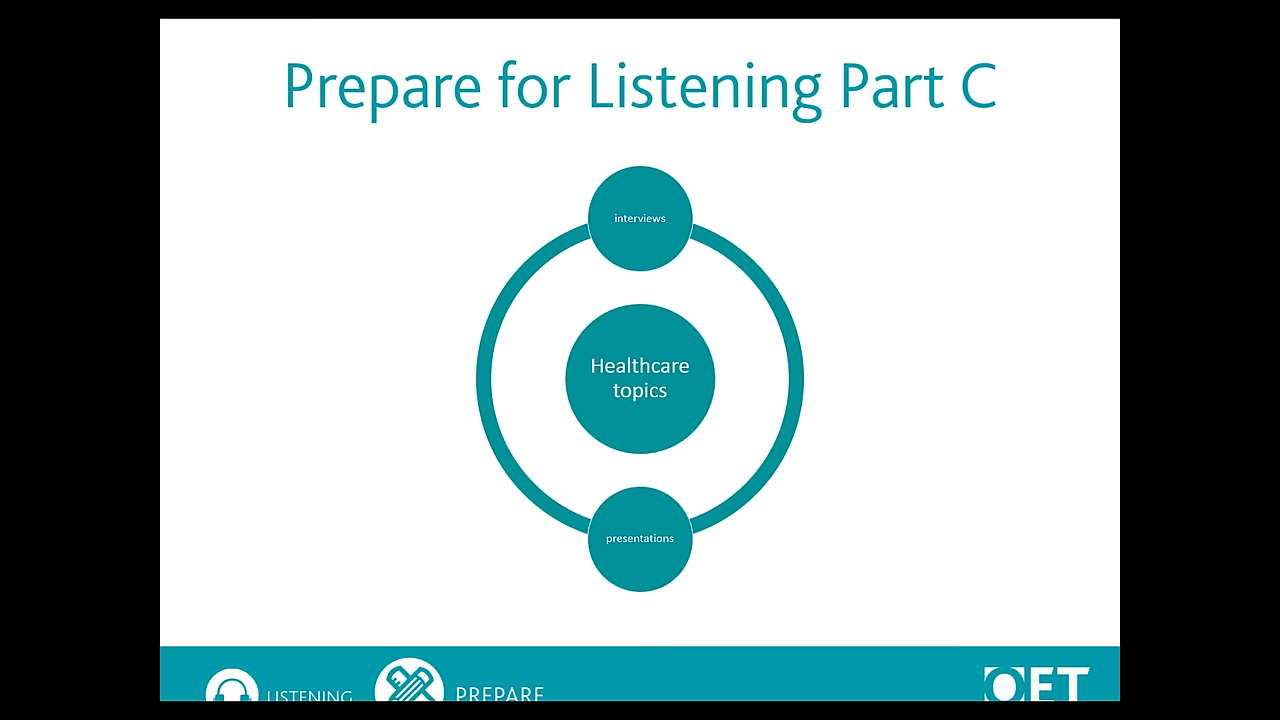 Prepare for Listening Part C
interviews
Healthcare
topics
presentations
LISTENING
PREPARE
OET